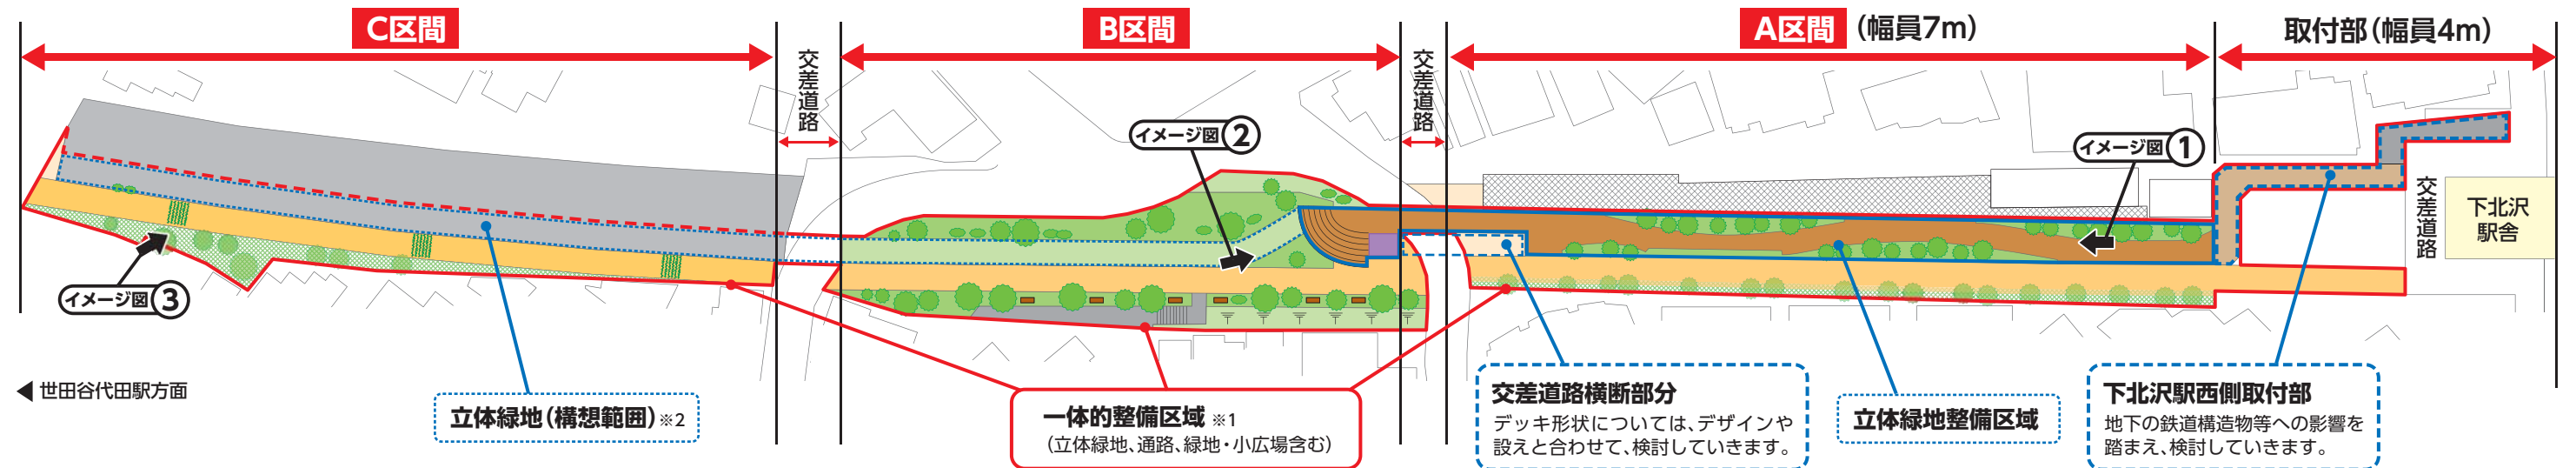 C区間
B区間
A区間 (幅員7m)
取付部(幅員4m)
交差道路
交差道路
イメージ図2
イメージ図1
交差道路
下北沢
駅舎
イメージ図3
世田谷代田駅方面
立体緑地(構想範囲)※2
一体的整備区域 ※1
(立体緑地、通路、緑地・小広場含む)
交差道路横断部分
デッキ形状については、デザインや
設えと合わせて、検討していきます。
立体緑地整備区域
下北沢駅西側取付部
地下の鉄道構造物等への影響を
踏まえ、検討していきます。